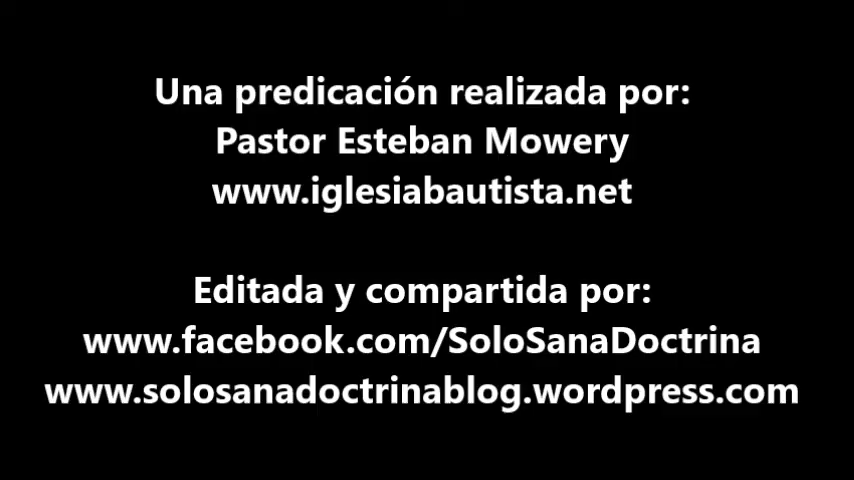 Una predicación realizada por:
Pastor Esteban Mowery
www.iglesiabautista.net
Editada y compartida por:
www.facebook.com/SoloSanaDoctrina
www.solosanadoctrinablog.wordpress.com